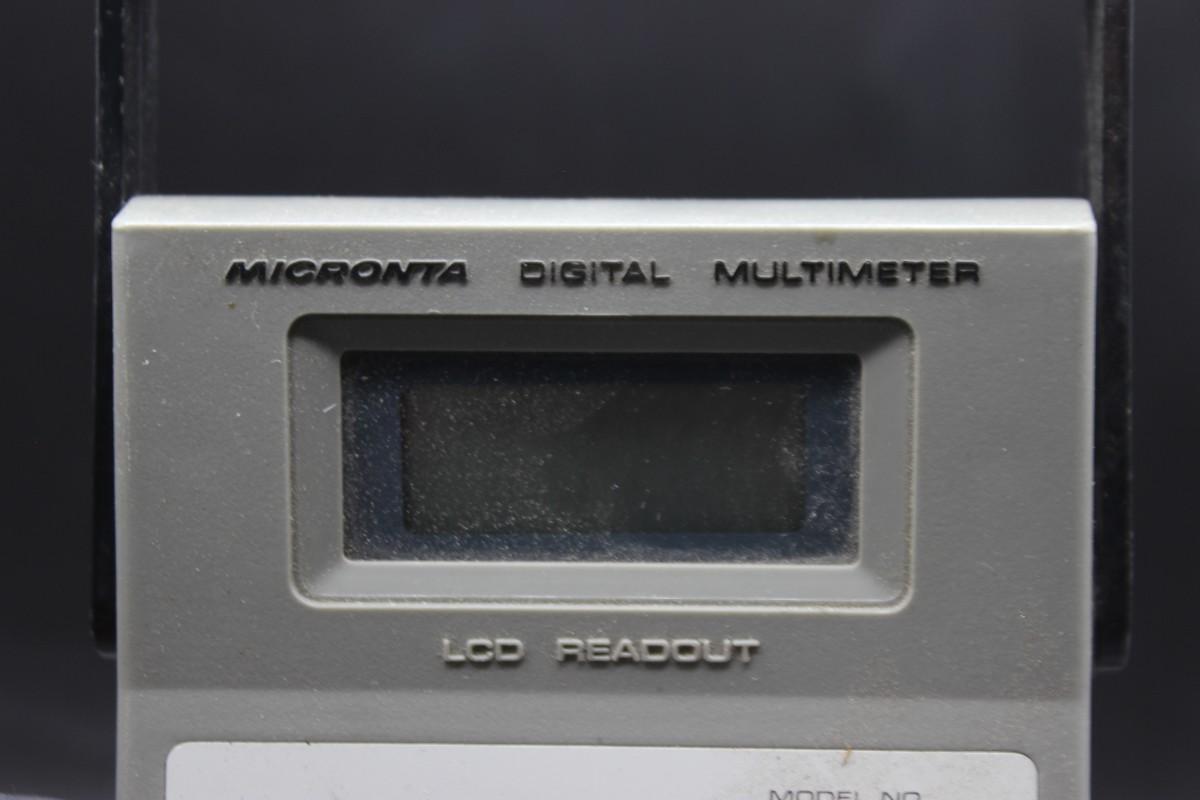 MICRONTA DIGITAL MULTIMETER
LCD READOUT
MODEL NO.